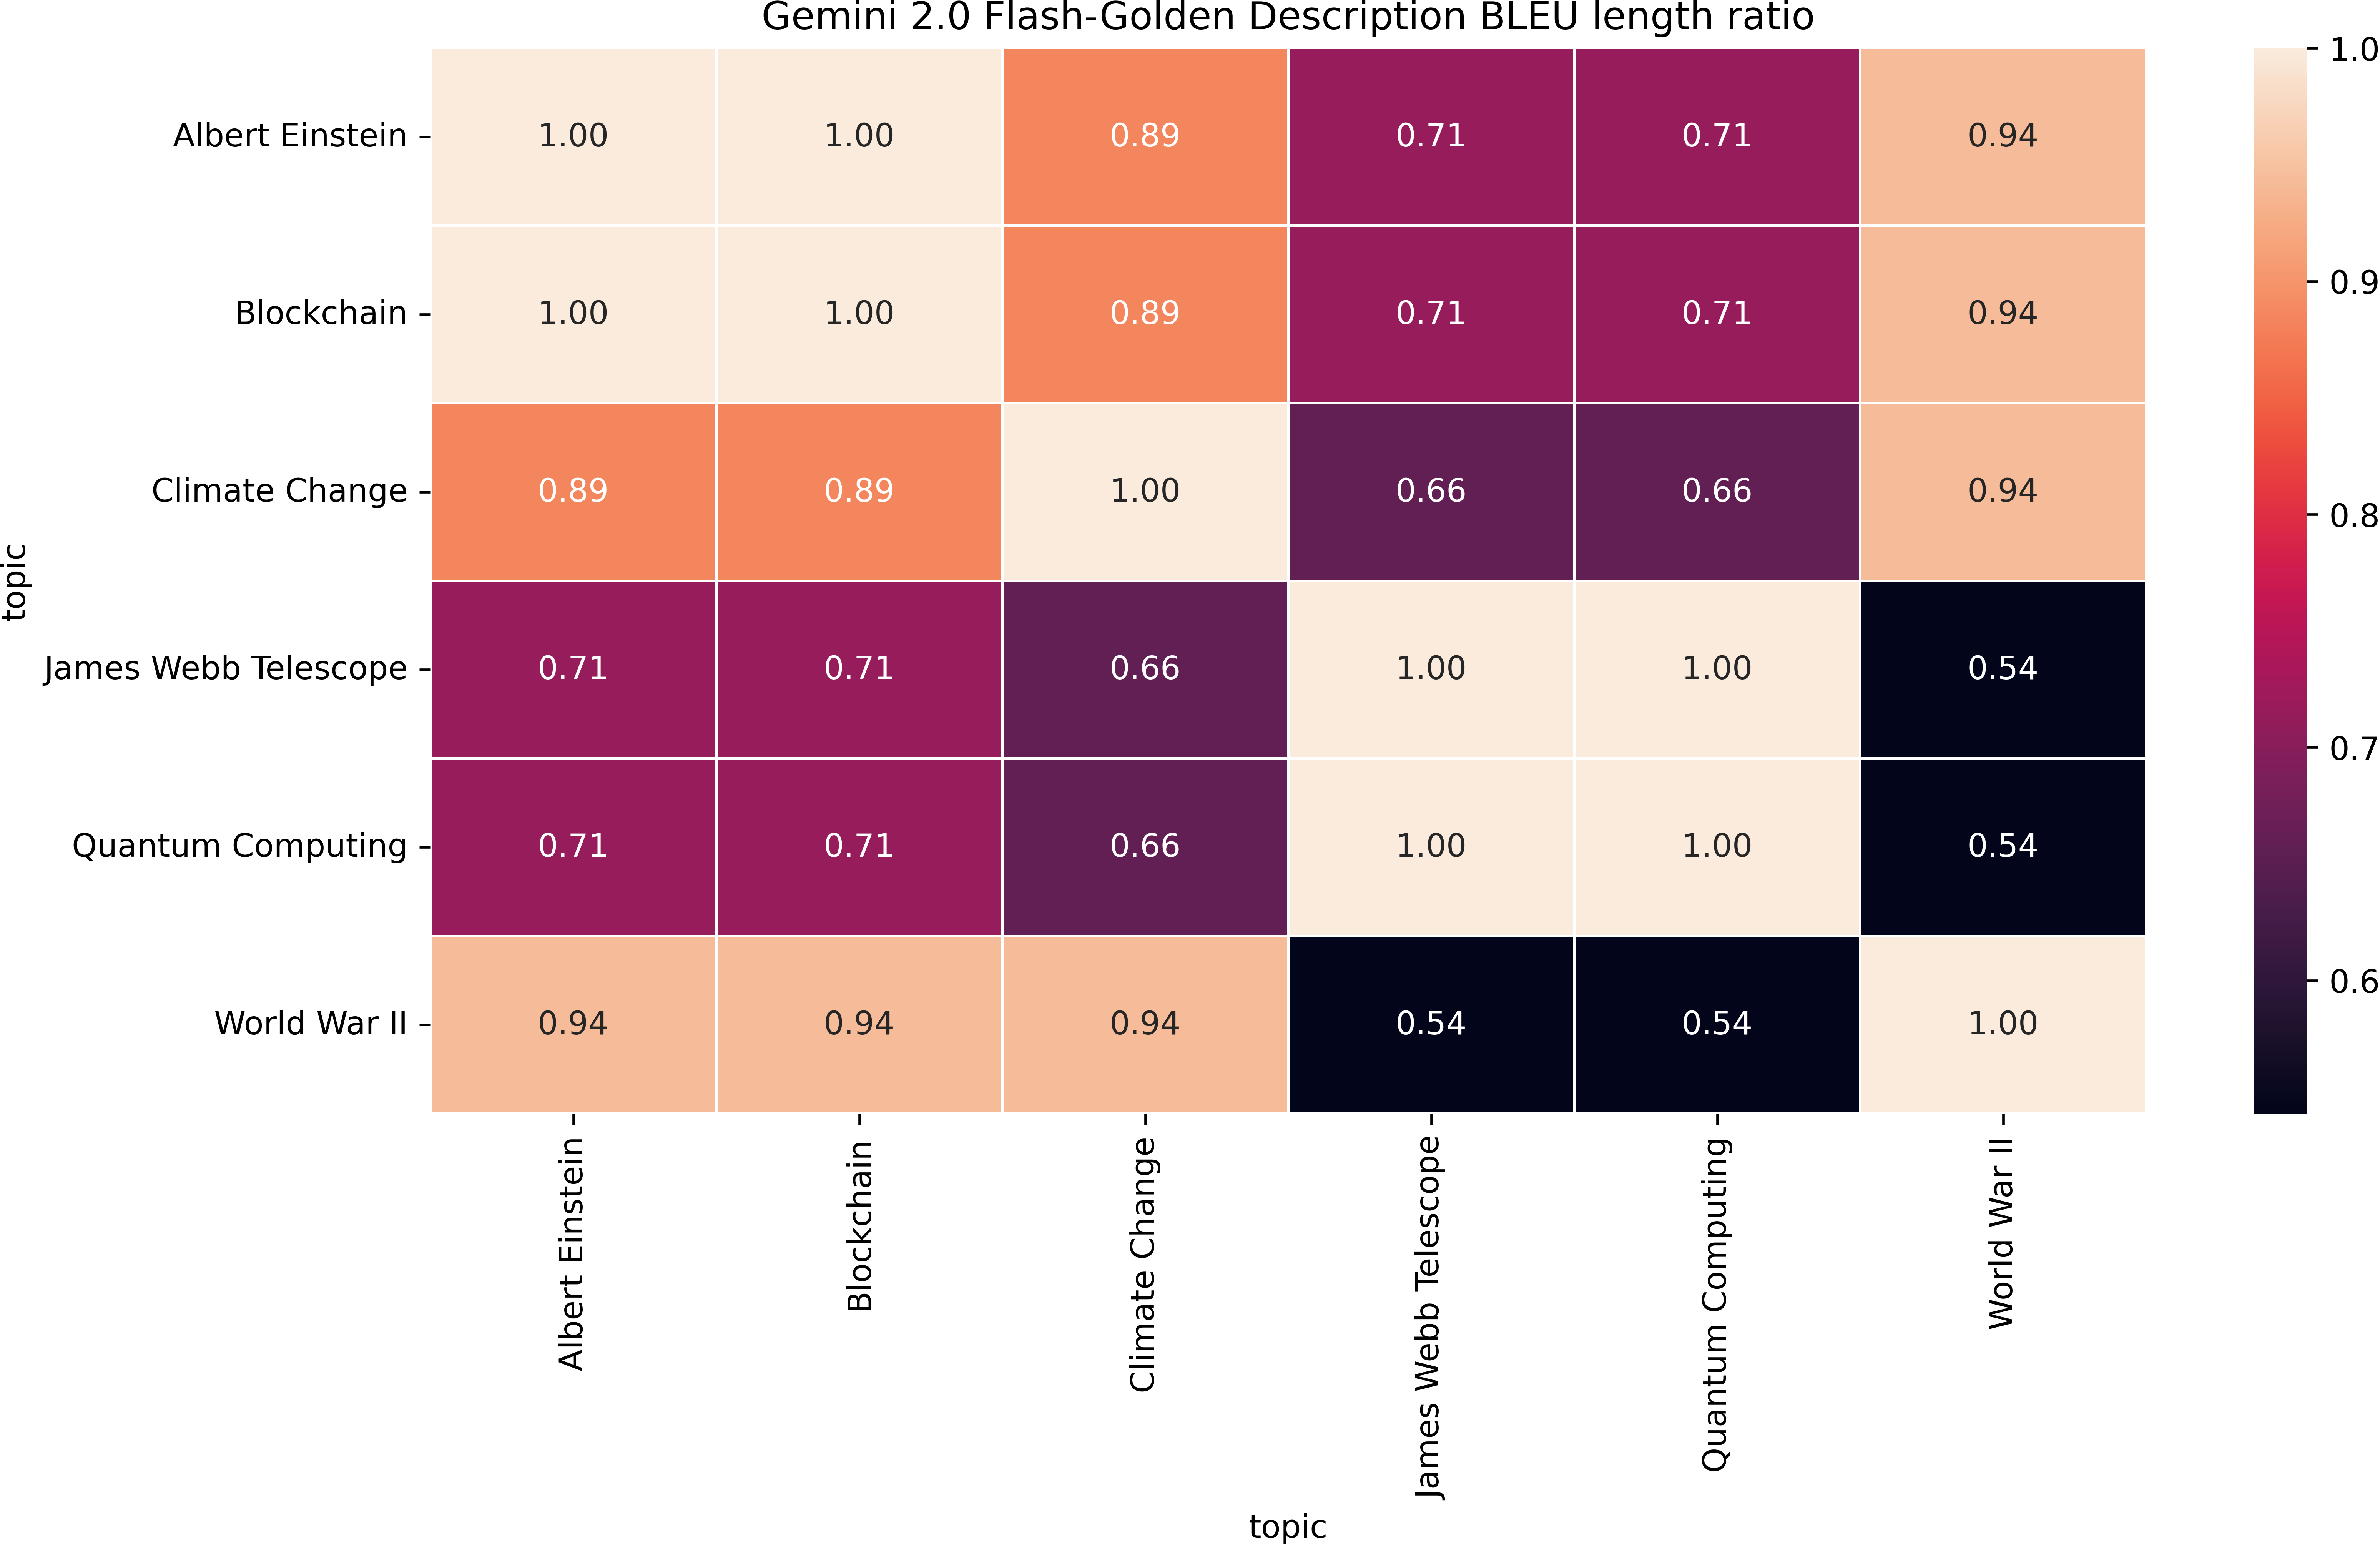 Gemini 2.0 Flash-Golden Description BLEU length ratio
Albert Einstein 1.00 1.00 0.89 0.71 0.71 0.94
Blockchain 1.00 1.00 0.89 0.71 0.71 0.94
Climate Change 0.89 0.89 1.00 0.66 0.66 0.94
James Webb Telescope 0.71 0.71 0.66 1.00 1.00 0.54
Quantum Computing 0.71 0.71 0.66 1.00 1.00 0.54
World War II 0.94 0.94 0.94 0.54 0.54 1.00
topic
Albert Einstein
Blockchain
Climate Change
James Webb Telescope
Quantum Computing
World War II
topic
1.0
0.9
0.8
0.7
0.6